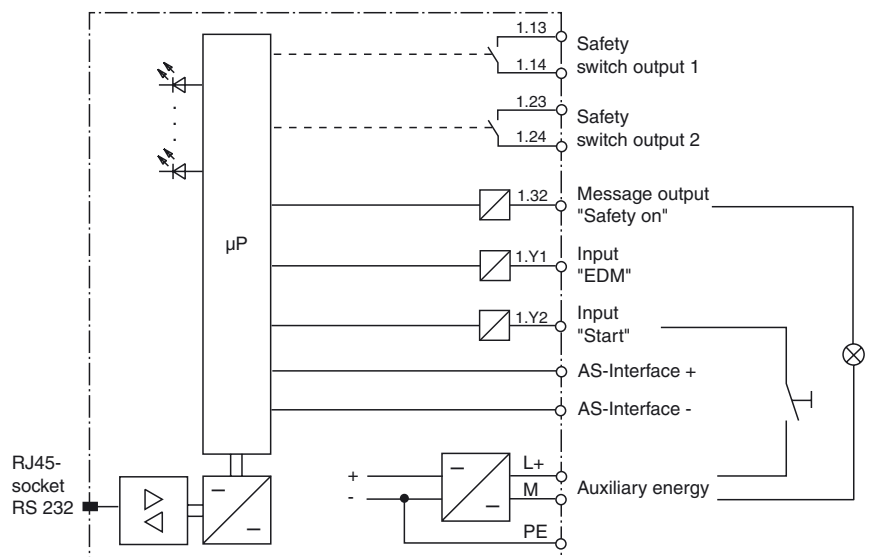 1.13
Safety
switch output 1
1.14
1.23
Safety
switch output 2
1.24
1.32
Message output
"Safety on"
µP
1.Y1
Input
"EDM"
1.Y2
Input
"Start"
AS-Interface +
AS-Interface -
RJ45-
socket
RS 232
+
-
L+
M
Auxiliary energy
PE